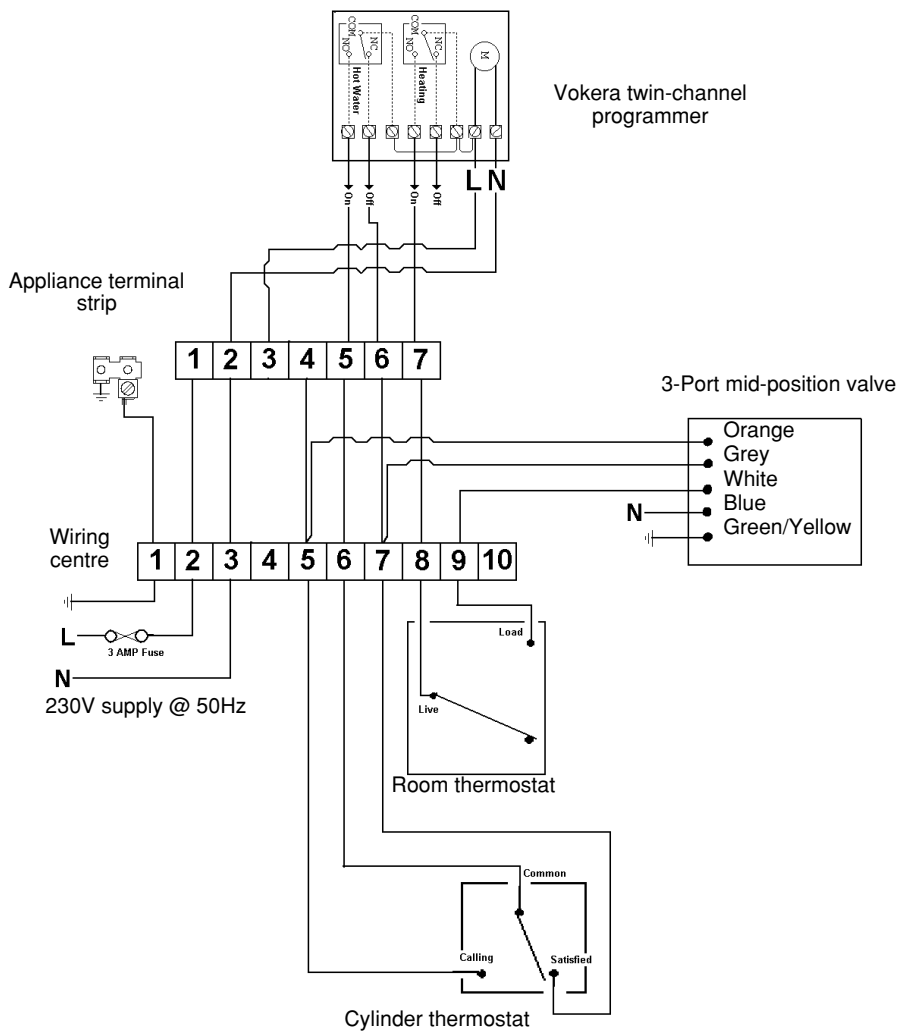 COM
NO
NC
Hot Water
COM
NO
NC
Heating
M
Vokera twin-channel
programmer
On
Off
On
Off
L N
Appliance terminal
strip
1 2 3 4 5 6 7
3-Port mid-position valve
Orange
Grey
White
Blue
Green/Yellow
N
Wiring
centre
1 2 3 4 5 6 7 8 9 10
L
3 AMP Fuse
N
230V supply @ 50Hz
Load
Live
Room thermostat
Common
Calling
Satisfied
Cylinder thermostat